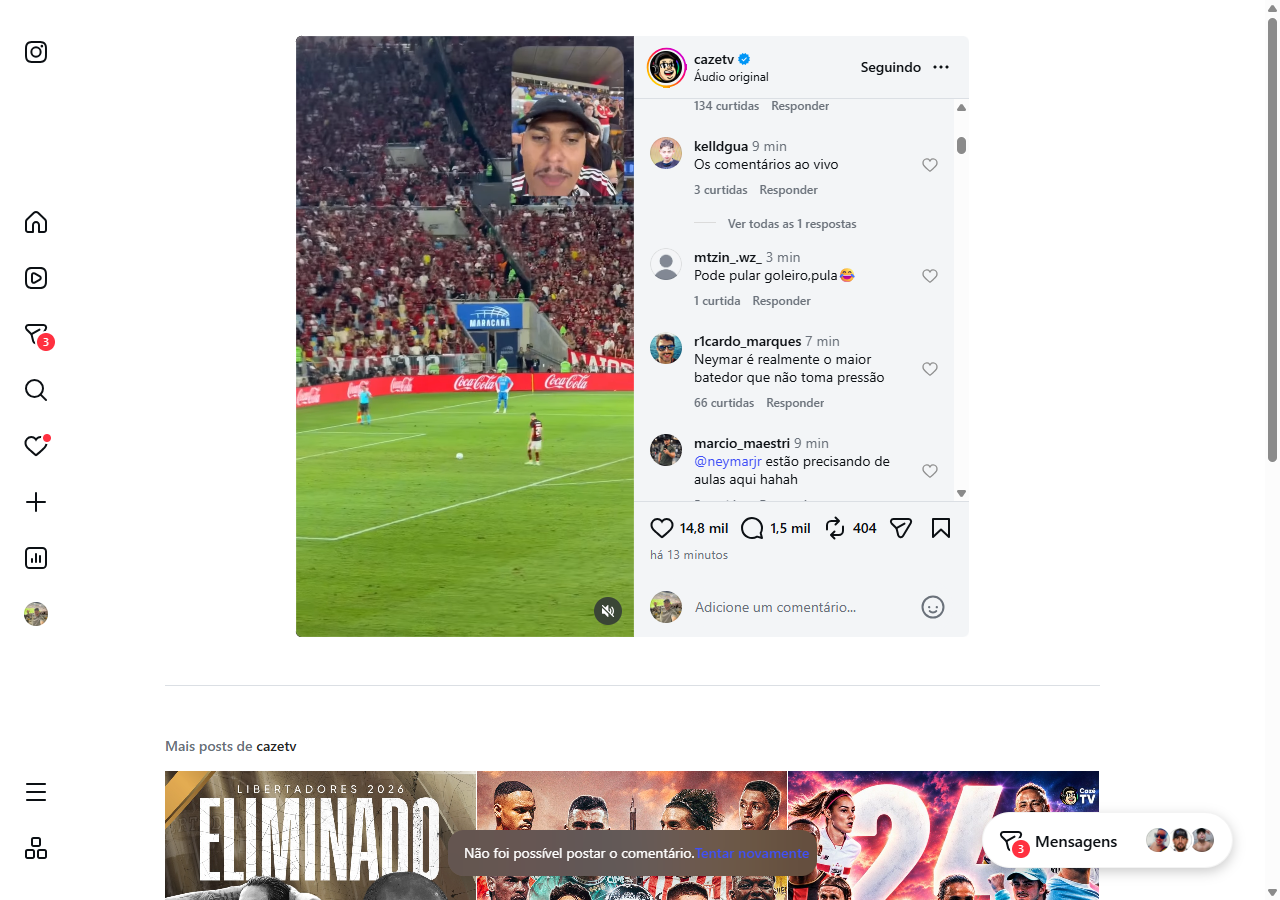 cazetv
Áudio original
Seguindo
134 curtidas Responder
kelldgua 9 min
Os comentários ao vivo
3 curtidas Responder
Ver todas as 1 respostas
mtzin_.wz_ 3 min
Pode pular goleiro,pula😂
1 curtida Responder
r1cardo_marques 7 min
Neymar é realmente o maior
batedor que não toma pressão
66 curtidas Responder
marcio_maestri 9 min
@neymarjr estão precisando de
aulas aqui hahah
MARACANÃ
Coca-Cola
Coca-Cola
Coca-Cola
Coca-Cola
3
14,8 mil 1,5 mil 404
há 13 minutos
Adicione um comentário...
Mais posts de cazetv
LIBERTADORES 2026
ELIMINADO
Cazé
TV
Não foi possível postar o comentário. Tentar novamente
3
Mensagens